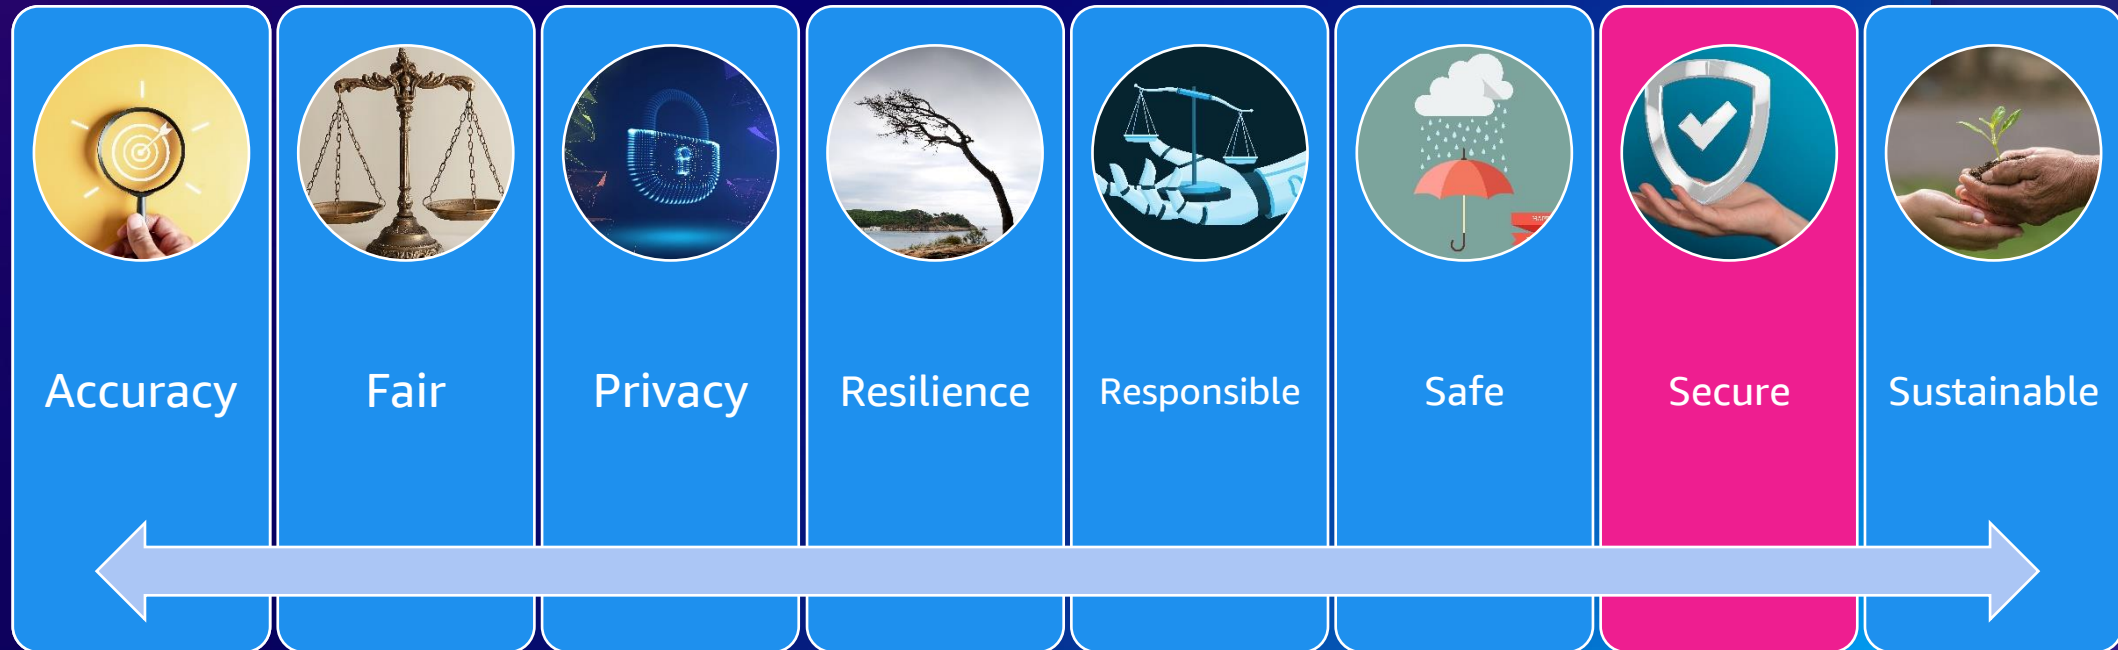 Accuracy
Fair
Privacy
Resilience
Responsible
Safe
Secure
Sustainable